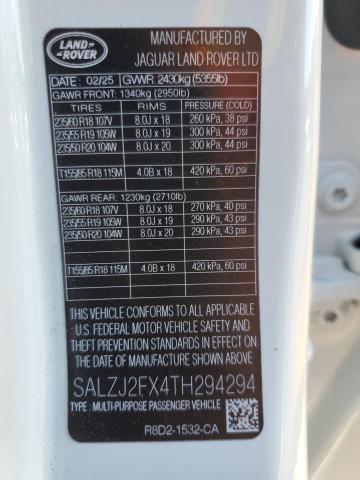 LAND ROVER
MANUFACTURED BY
JAGUAR LAND ROVER LTD
DATE: 02/25 GVWR: 2430kg (5355lb)
GAWR FRONT: 1340kg (2950lb)
TIRES RIMS PRESSURE (COLD)
235/60 R18 107V 8.0J x 18 260 kPa, 38 psi
235/55 R19 105W 8.0J x 19 300 kPa, 44 psi
235/50 R20 104W 8.0J x 20 300 kPa, 44 psi
T155/85 R18 115M 4.0B x 18 420 kPa, 60 psi
GAWR REAR: 1230kg (2710lb)
235/60 R18 107V 8.0J x 18 270 kPa, 40 psi
235/55 R19 105W 8.0J x 19 290 kPa, 43 psi
235/50 R20 104W 8.0J x 20 290 kPa, 43 psi
T155/85 R18 115M 4.0B x 18 420 kPa, 60 psi
THIS VEHICLE CONFORMS TO ALL APPLICABLE
U.S. FEDERAL MOTOR VEHICLE SAFETY, BUMPER,
AND THEFT PREVENTION STANDARDS IN EFFECT
ON THE DATE OF MANUFACTURE SHOWN ABOVE.
SALZJ2FX4TH294294
TYPE: MULTI-PURPOSE PASSENGER VEHICLE
R8D2-1532-CA